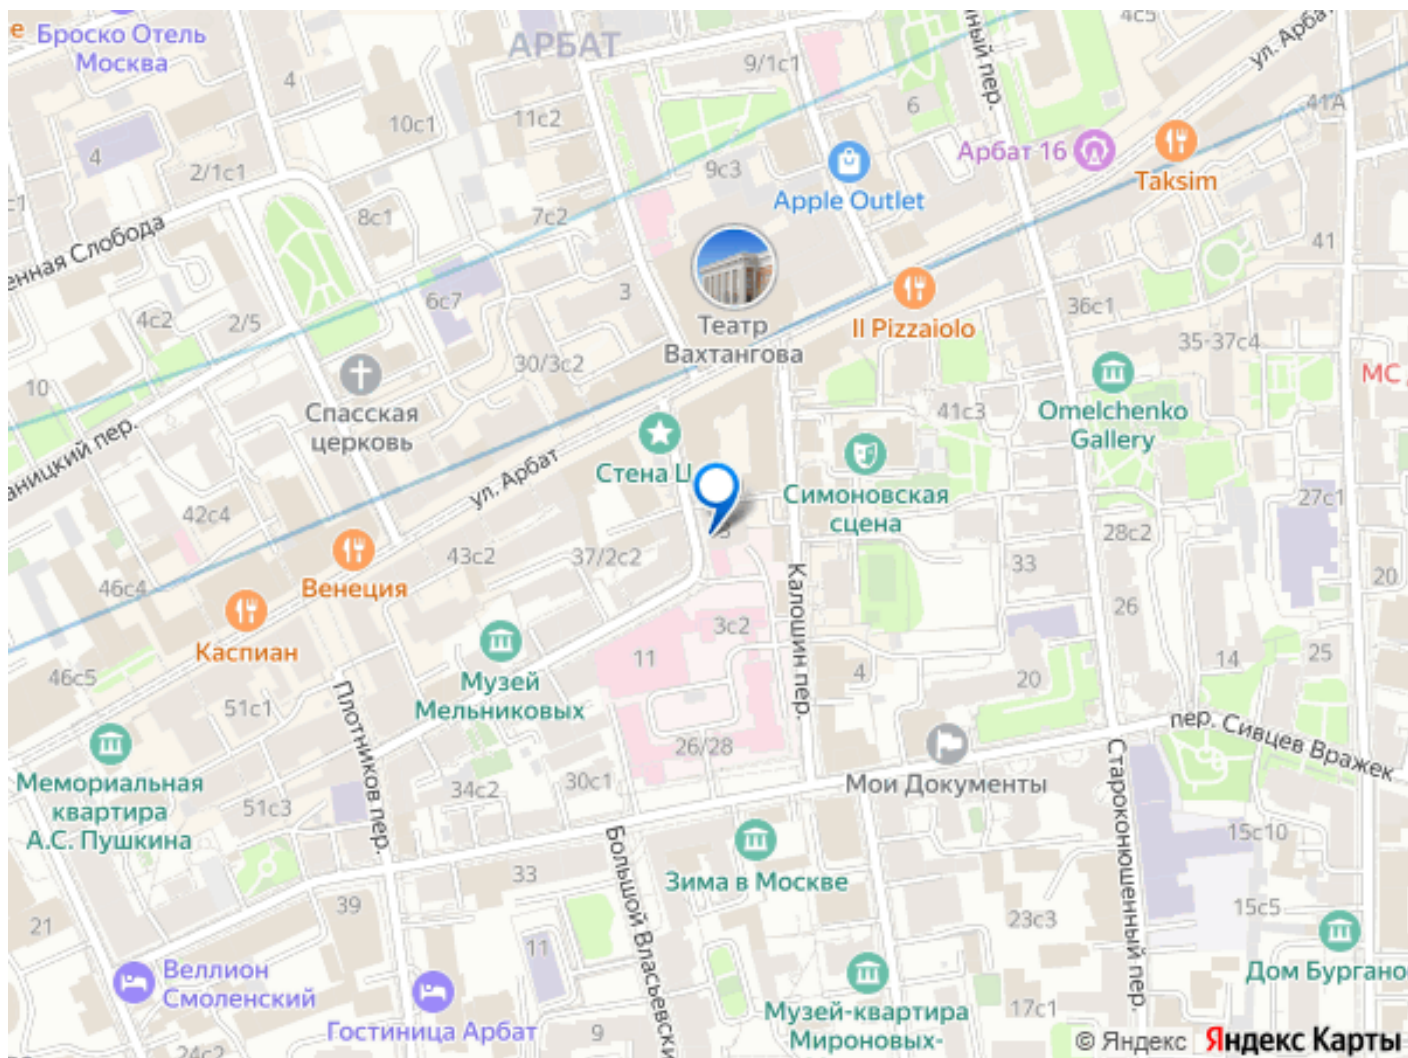 е
Броско Отель
Москва
АРБАТ
9/1с1
4с5
ный пер.
ул. Арба
4
10с1
11с2
6
41А
4
2/1с1
9с3
Арбат 16
Taksim
Apple Outlet
8с1
7с2
енная Слобода
41
6с7
3
4с2
2/5
Театр
Вахтангова
Il Pizzaiolo
36с1
35-37с4
30/3с2
10
МС
Спасская
церковь
41с3
Omelchenko
Gallery
аницкий пер.
ул. Арбат
Стена Ц
Симоновская
сцена
27с1
42с4
28с2
43с2
37/2с2
33
20
Венеция
46с4
Калошин пер.
26
3с2
Каспиан
11
14
25
46с5
Музей
Мельниковых
4
20
51с1
Плотников пер.
пер. Сивцев Вражек
26/28
Мемориальная
квартира
А.С. Пушкина
30с1
34с2
Мои Документы
Староконюшенный пер.
51с3
15с10
Большой Власьевски
33
Зима в Москве
39
15с5
21
23с3
11
Веллион
Смоленский
Дом Бургано
Гостиница Арбат
9
Музей-квартира
Мироновых-
17с1
24с2
© Яндекс Яндекс Карты